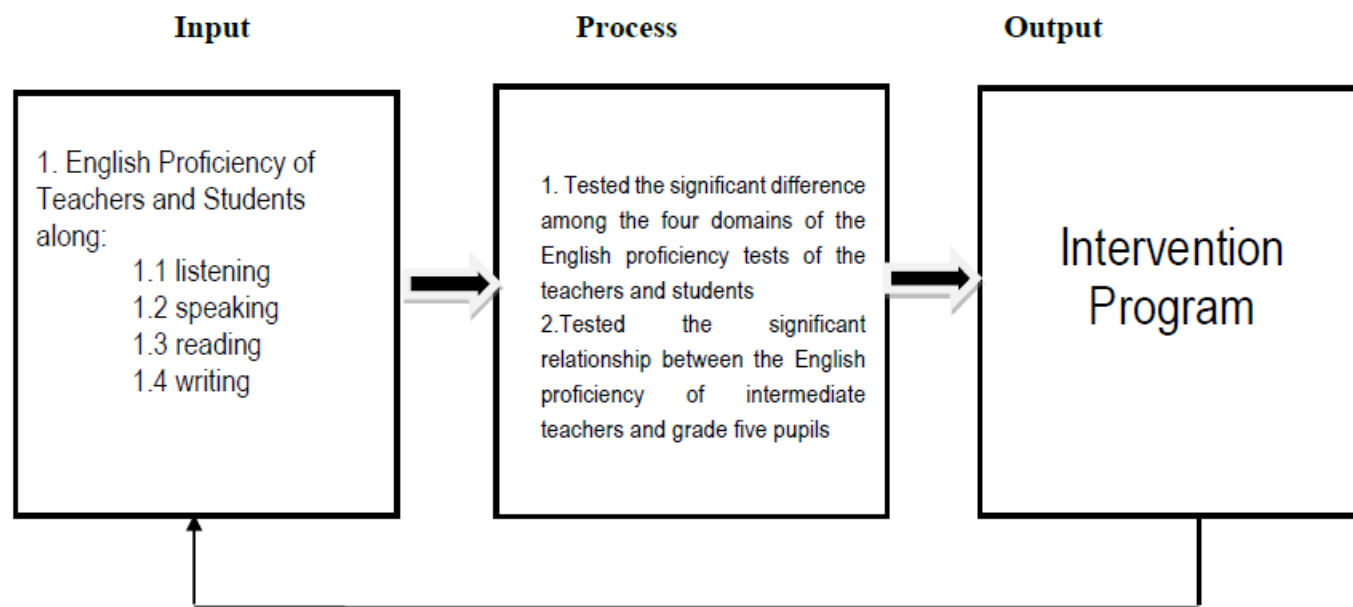 Input
Process
Output
1. English Proficiency of
Teachers and Students
along:
1.1 listening
1.2 speaking
1.3 reading
1.4 writing
1. Tested the significant difference
among the four domains of the
English proficiency tests of the
teachers and students
2.Tested the significant
relationship between the English
proficiency of intermediate
teachers and grade five pupils
Intervention
Program